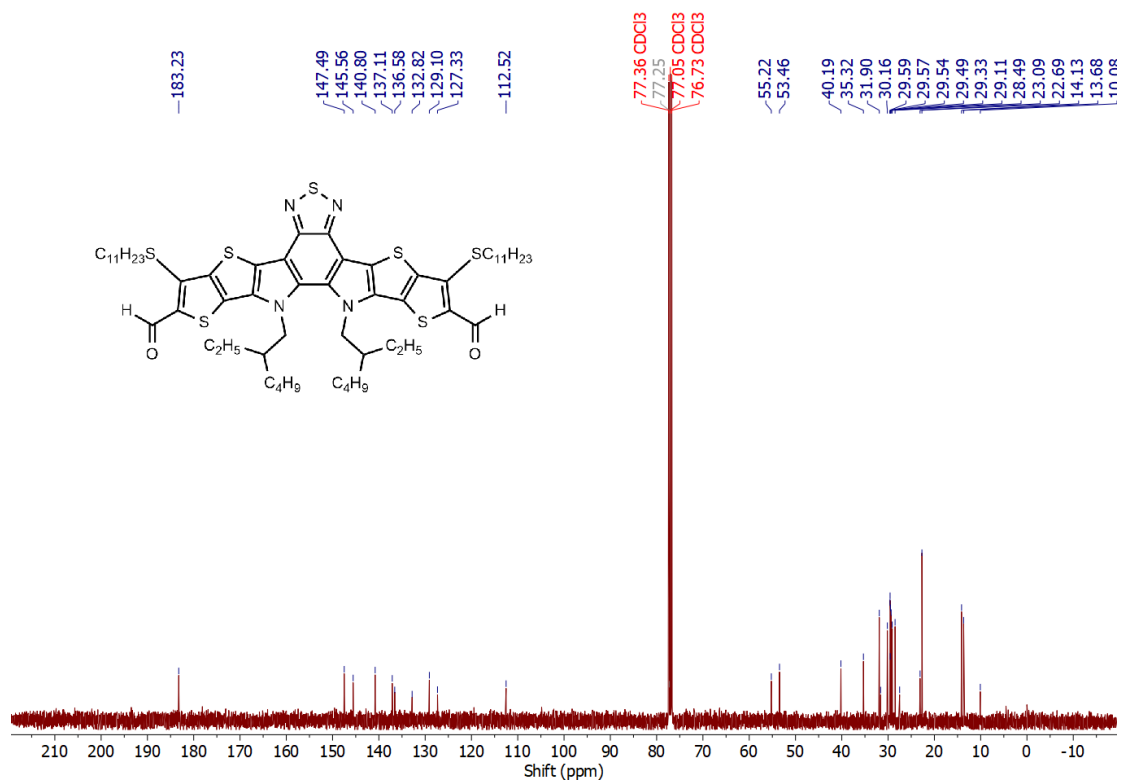 183.23
147.49
145.56
140.80
137.11
136.58
132.82
129.10
127.33
112.52
77.36 CDCl3
77.25
77.05 CDCl3
76.73 CDCl3
55.22
53.46
40.19
35.32
31.90
30.16
29.59
29.57
29.54
29.49
29.33
29.11
28.49
23.09
22.69
14.13
13.68
10.08
S
N N
C11H23S S S SC11H23
H S N N S H
O C2H5 C2H5 O
C4H9 C4H9
210 200 190 180 170 160 150 140 130 120 110 100 90 80 70 60 50 40 30 20 10 0 -10
Shift (ppm)